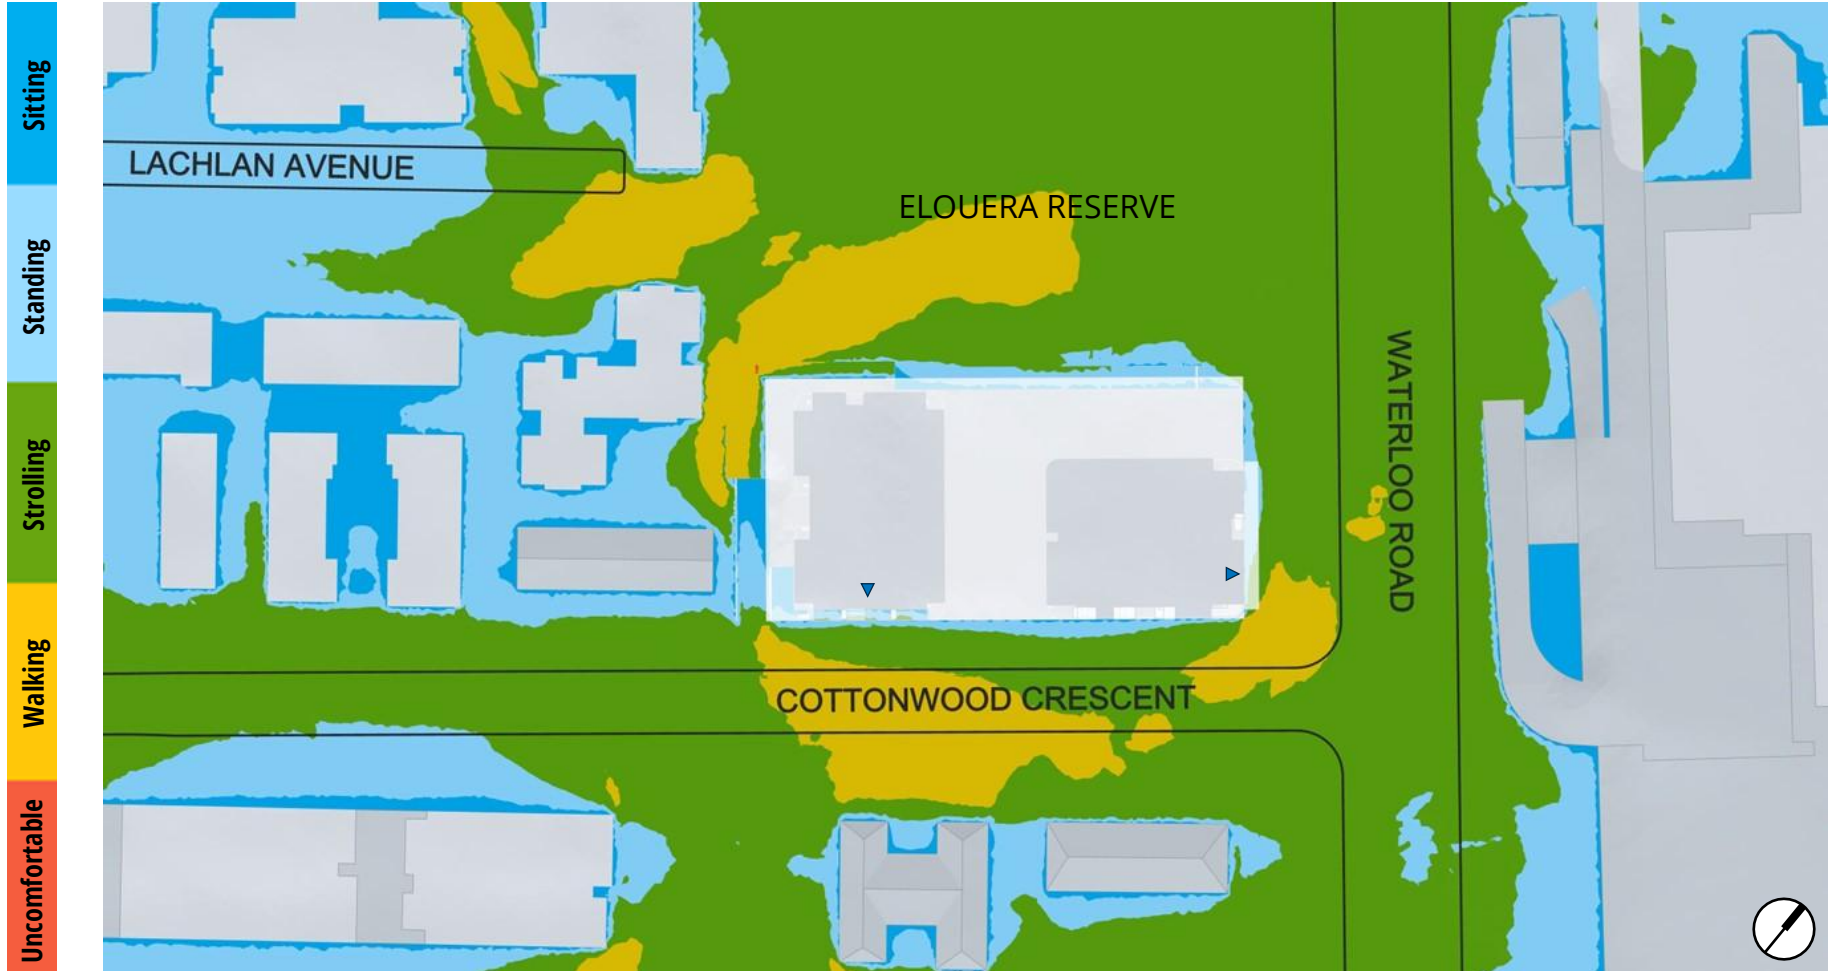 Sitting
Standing
Strolling
Walking
Uncomfortable
LACHLAN AVENUE
ELOUERA RESERVE
WATERLOO ROAD
COTTONWOOD CRESCENT